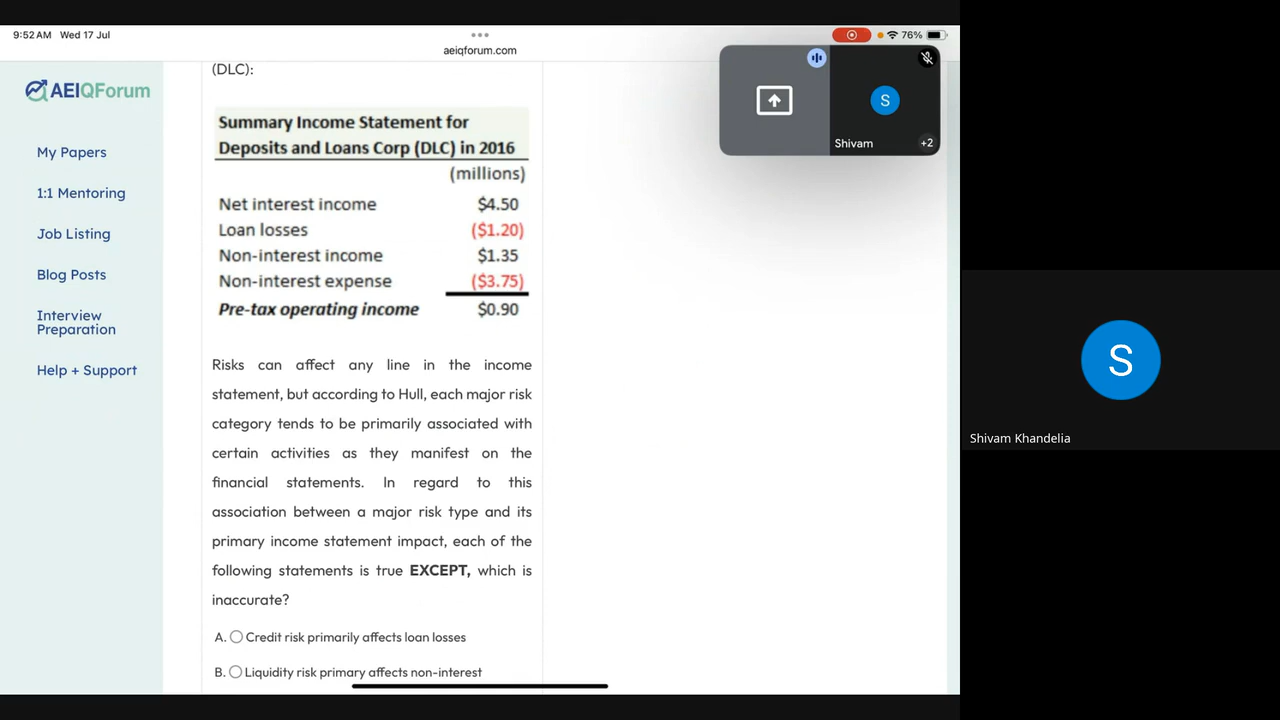 9:52 AM Wed 17 Jul
aeiqforum.com
76%
AEIQForum
My Papers
1:1 Mentoring
Job Listing
Blog Posts
Interview
Preparation
Help + Support
(DLC):
Summary Income Statement for
Deposits and Loans Corp (DLC) in 2016
(millions)
Net interest income $4.50
Loan losses ($1.20)
Non-interest income $1.35
Non-interest expense ($3.75)
Pre-tax operating income $0.90
Risks can affect any line in the income
statement, but according to Hull, each major risk
category tends to be primarily associated with
certain activities as they manifest on the
financial statements. In regard to this
association between a major risk type and its
primary income statement impact, each of the
following statements is true EXCEPT, which is
inaccurate?
A. Credit risk primarily affects loan losses
B. Liquidity risk primary affects non-interest
S
Shivam
+2
S
Shivam Khandelia